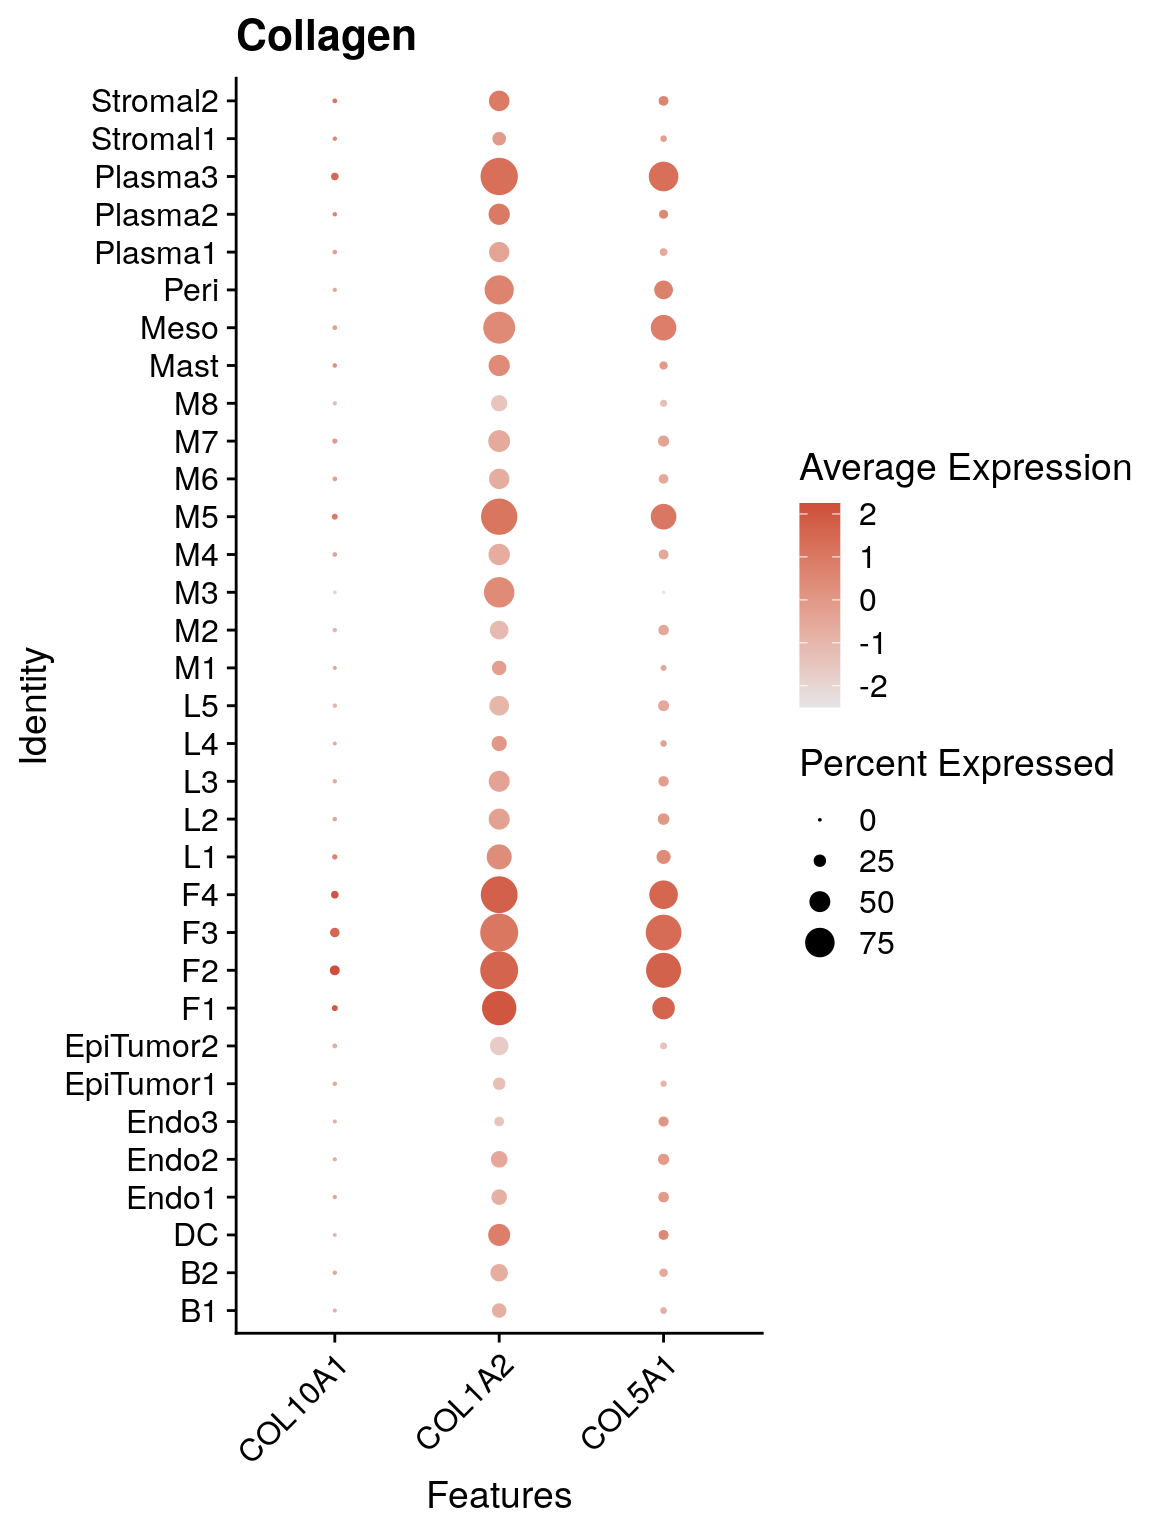 Collagen
Stromal2
Stromal1
Plasma3
Plasma2
Plasma1
Peri
Meso
Mast
M8
M7
M6
M5
M4
M3
M2
M1
L5
L4
L3
L2
L1
F4
F3
F2
F1
EpiTumor2
EpiTumor1
Endo3
Endo2
Endo1
DC
B2
B1
Identity
COL10A1
COL1A2
COL5A1
Features
Average Expression
2
1
0
-1
-2
Percent Expressed
0
25
50
75